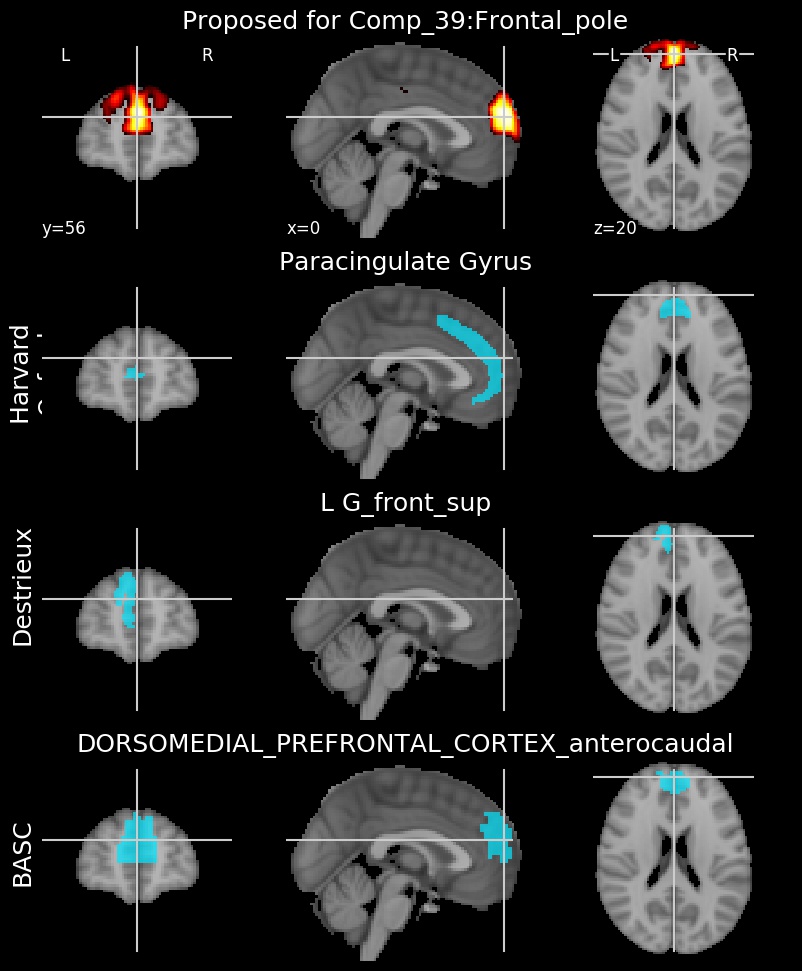 Proposed for Comp_39:Frontal_pole
L R
L R
y=56 x=0 z=20
Paracingulate Gyrus
Harvard
L G_front_sup
Destrieux
DORSOMEDIAL_PREFRONTAL_CORTEX_anterocaudal
BASC